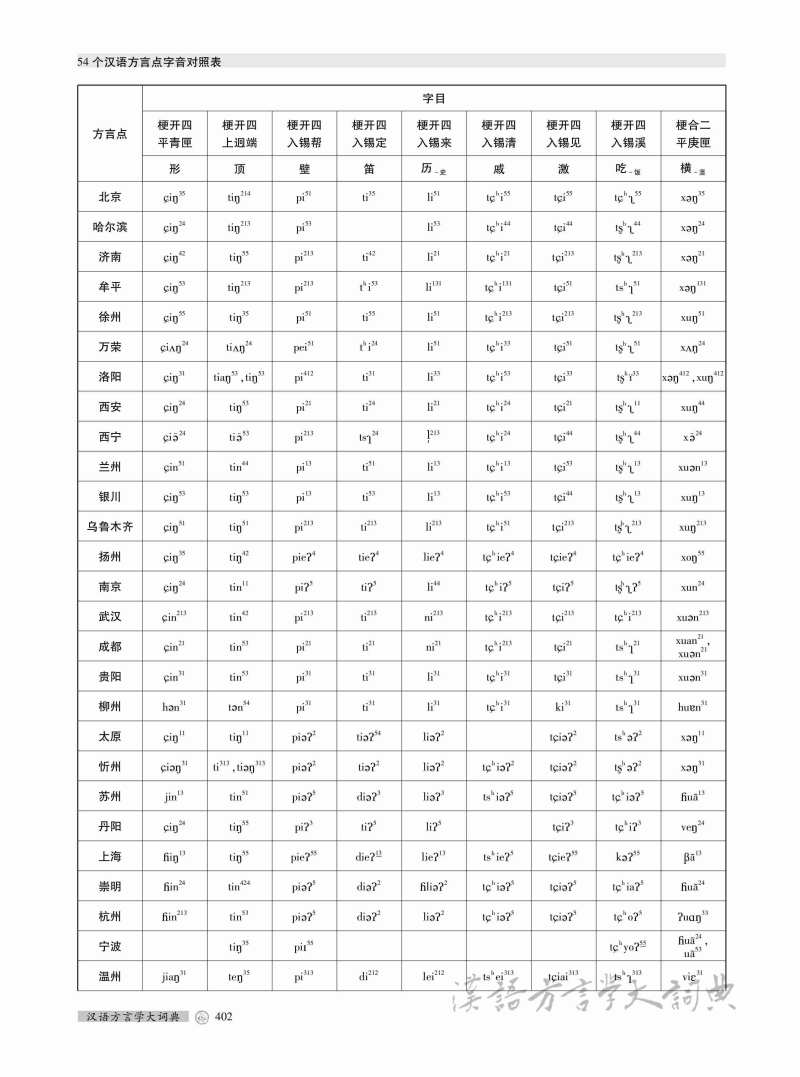 54 个汉语方言点字音对照表
字目
方言点 梗开四 梗开四 梗开四 梗开四 梗开四 梗开四 梗开四 梗开四 梗合二
平青匣 上迥端 入锡帮 入锡定 入锡来 入锡清 入锡见 入锡溪 平庚匣
形 顶 壁 笛 历~史 戚 激 吃~饭 横~竖
北京 ɕiŋ³⁵ tiŋ²¹⁴ pi⁵¹ ti³⁵ li⁵¹ tɕʰi⁵⁵ tɕi⁵⁵ tɕʰʅ⁵⁵ xəŋ³⁵
哈尔滨 ɕiŋ²⁴ tiŋ²¹³ pi⁵³ li⁵³ tɕʰi⁴⁴ tɕi⁴⁴ tʂʰʅ⁴⁴ xəŋ²⁴
济南 ɕiŋ⁴² tiŋ⁵⁵ pi²¹³ ti⁴² li²¹ tɕʰi²¹ tɕi²¹³ tʂʰʅ²¹³ xəŋ²¹
牟平 ɕiŋ⁵³ tiŋ²¹³ pi²¹³ tʰi⁵³ li¹³¹ tɕʰi¹³¹ tɕi⁵¹ tsʰʅ⁵¹ xəŋ¹³¹
徐州 ɕiŋ⁵⁵ tiŋ³⁵ pi⁵¹ ti⁵⁵ li⁵¹ tɕʰi²¹³ tɕi²¹³ tʂʰʅ²¹³ xuŋ⁵¹
万荣 ɕiʌŋ²⁴ tiʌŋ²⁴ pei⁵¹ tʰi²⁴ li⁵¹ tɕʰi³³ tɕi⁵¹ tʂʰʅ⁵¹ xʌŋ²⁴
洛阳 ɕiŋ³¹ tiaŋ⁵³ ,tiŋ⁵³ pi⁴¹² ti³¹ li³³ tɕʰi⁵³ tɕi³³ tʂʰi³³ xəŋ⁴¹² ,xuŋ⁴¹²
西安 ɕiŋ²⁴ tiŋ⁵³ pi²¹ ti²⁴ li²¹ tɕʰi²⁴ tɕi²¹ tʂʰʅ¹¹ xuŋ⁴⁴
西宁 ɕiə̃²⁴ tiə̃⁵³ pi²¹³ tsɿ²⁴ l̩²¹³ tɕʰi²⁴ tɕi⁴⁴ tʂʰʅ⁴⁴ xə̃²⁴
兰州 ɕin⁵¹ tin⁴⁴ pi¹³ ti⁵¹ li¹³ tɕʰi¹³ tɕi⁵³ tʂʰʅ¹³ xuən¹³
银川 ɕiŋ⁵³ tiŋ⁵³ pi¹³ ti⁵³ li¹³ tɕʰi⁵³ tɕi⁴⁴ tʂʰʅ¹³ xuŋ¹³
乌鲁木齐 ɕiŋ⁵¹ tiŋ⁵¹ pi²¹³ ti²¹³ li²¹³ tɕʰi⁵¹ tɕi²¹³ tʂʰʅ²¹³ xuŋ²¹³
扬州 ɕiŋ³⁵ tiŋ⁴² pieʔ⁴ tieʔ⁴ lieʔ⁴ tɕʰieʔ⁴ tɕieʔ⁴ tɕʰieʔ⁴ xoŋ⁵⁵
南京 ɕiŋ²⁴ tin¹¹ piʔ⁵ tiʔ⁵ li⁴⁴ tɕʰiʔ⁵ tɕiʔ⁵ tʂʰʅʔ⁵ xun²⁴
武汉 ɕin²¹³ tin⁴² pi²¹³ ti²¹³ ni²¹³ tɕʰi²¹³ tɕi²¹³ tɕʰi²¹³ xuən²¹³
成都 ɕin²¹ tin⁵³ pi²¹ ti²¹ ni²¹ tɕʰi²¹³ tɕi²¹ tsʰɿ²¹ xuan²¹,
xuən²¹
贵阳 ɕin³¹ tin⁵³ pi³¹ ti³¹ li³¹ tɕʰi³¹ tɕi³¹ tsʰɿ³¹ xuən³¹
柳州 hən³¹ tən⁵⁴ pi³¹ ti³¹ li³¹ tɕʰi³¹ ki³¹ tsʰɿ³¹ huɐn³¹
太原 ɕiŋ¹¹ tiŋ¹¹ piəʔ² tiəʔ⁵⁴ liəʔ² tɕiəʔ² tsʰəʔ² xəŋ¹¹
忻州 ɕiəŋ³¹ ti³¹³ ,tiəŋ³¹³ piəʔ² tiəʔ² liəʔ² tɕʰiəʔ² tɕiəʔ² tʂʰəʔ² xəŋ³¹
苏州 jin¹³ tin⁵¹ piəʔ⁵ diəʔ³ liəʔ³ tsʰiəʔ⁵ tɕiəʔ⁵ tɕʰiəʔ⁵ ɦuã¹³
丹阳 ɕiŋ²⁴ tiŋ⁵⁵ piʔ³ tiʔ⁵ liʔ⁵ tɕiʔ³ tɕʰiʔ³ veŋ²⁴
上海 ɦiŋ¹³ tiŋ⁵⁵ pieʔ⁵⁵ dieʔ¹³ lieʔ¹³ tsʰieʔ⁵ tɕieʔ⁵⁵ kəʔ⁵⁵ βã¹³
崇明 ɦin²⁴ tin⁴²⁴ piəʔ⁵ diəʔ² ɦliəʔ² tɕʰiəʔ⁵ tɕiəʔ⁵ tɕʰiaʔ⁵ ɦuã²⁴
杭州 ɦin²¹³ tin⁵³ piəʔ⁵ diəʔ² liəʔ² tɕʰiəʔ⁵ tɕiəʔ⁵ tɕʰoʔ⁵ ʔuɑŋ³³
宁波 tiŋ³⁵ piɪ⁵⁵ tɕʰyoʔ⁵⁵ ɦuã²⁴,
uã⁵³
温州 jiaŋ³¹ teŋ³⁵ pi³¹³ di²¹² lei²¹² tsʰei³¹³ tɕiai³¹³ tsʰɿ³¹³ viɛ³¹
漢語方言學大詞典
汉语方言学大词典 402